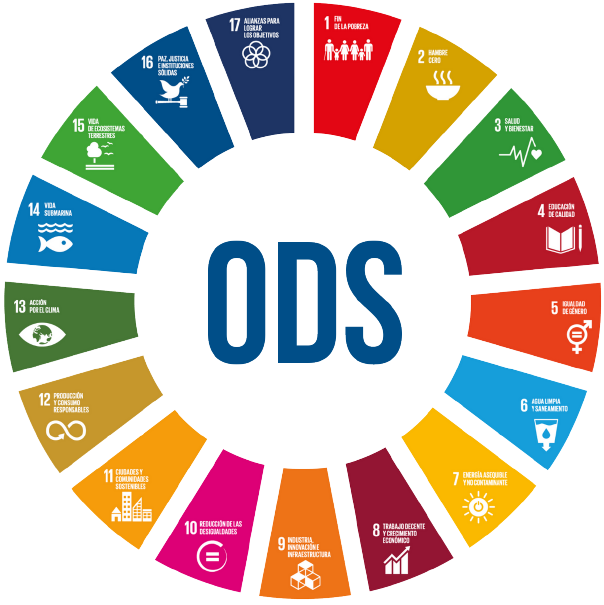 1 FIN
DE LA POBREZA
2 HAMBRE
CERO
3 SALUD
Y BIENESTAR
4 EDUCACIÓN
DE CALIDAD
5 IGUALDAD
DE GÉNERO
6 AGUA LIMPIA
Y SANEAMIENTO
7 ENERGÍA ASEQUIBLE
Y NO CONTAMINANTE
8 TRABAJO DECENTE
Y CRECIMIENTO
ECONÓMICO
9 INDUSTRIA,
INNOVACIÓN E
INFRAESTRUCTURA
10 REDUCCIÓN DE LAS
DESIGUALDADES
11 CIUDADES Y
COMUNIDADES
SOSTENIBLES
12 PRODUCCIÓN
Y CONSUMO
RESPONSABLES
13 ACCIÓN
POR EL CLIMA
14 VIDA
SUBMARINA
15 VIDA
DE ECOSISTEMAS
TERRESTRES
16 PAZ, JUSTICIA
E INSTITUCIONES
SÓLIDAS
17 ALIANZAS PARA
LOGRAR
LOS OBJETIVOS
ODS